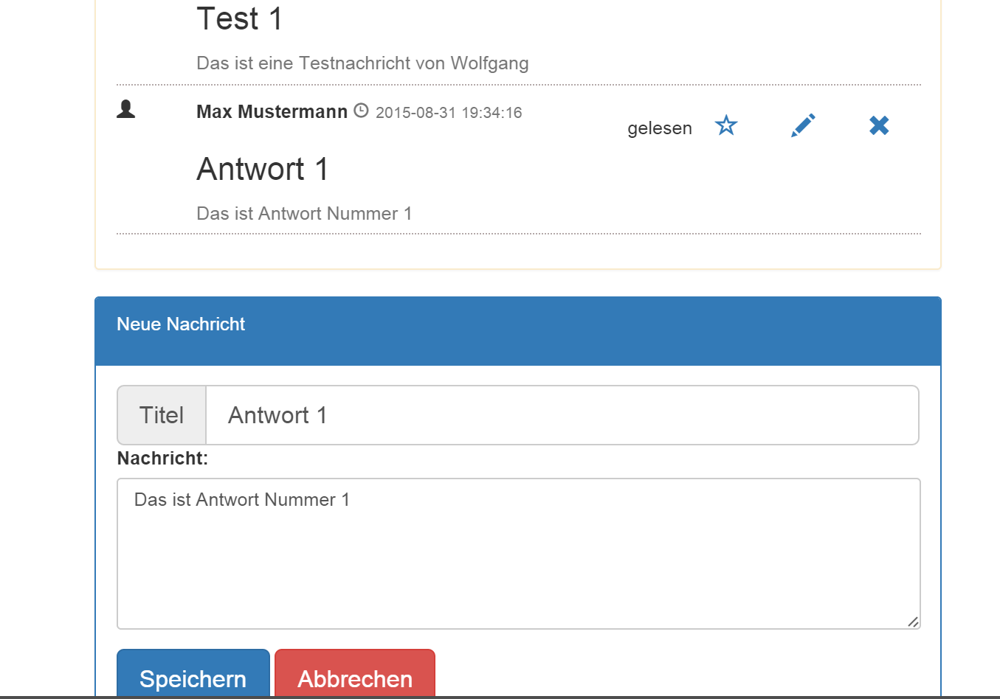 Test 1
Das ist eine Testnachricht von Wolfgang
Max Mustermann 2015-08-31 19:34:16
gelesen
Antwort 1
Das ist Antwort Nummer 1
Neue Nachricht
Titel Antwort 1
Nachricht:
Das ist Antwort Nummer 1
Speichern Abbrechen